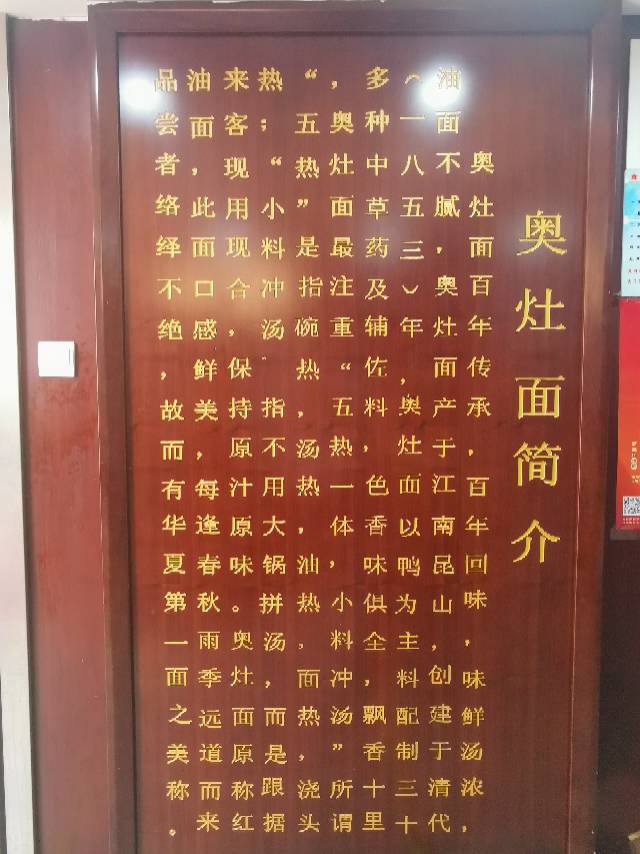 奥灶面简介
奥灶面百年传承,百年回味,味鲜汤浓,
油面不腻,奥灶面产于江南昆山,创建于清代
(一八五三)年,奥灶面以鸭为主,料配制三十
多种中草药及辅佐料,色香味俱全,飘香十里
,奥灶面最注重“五热一体,小料冲汤”所谓
“五热”是指碗热,汤热,油热,面热,浇头
热;“小料冲汤 指不用大锅拼汤,而是跟据
来客现用现合,保持原汁原味。奥灶面原称红
油面,此面口感鲜美,每逢春秋雨季远道而来
品尝者络绎不绝,故而有华夏第一面之美称。